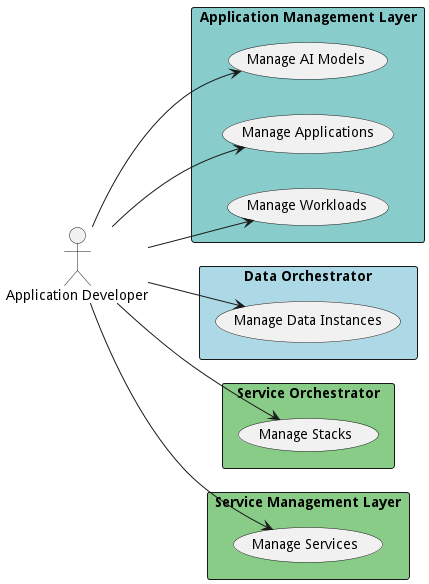 Application Management Layer
Manage AI Models
Manage Applications
Manage Workloads
Application Developer
Data Orchestrator
Manage Data Instances
Service Orchestrator
Manage Stacks
Service Management Layer
Manage Services